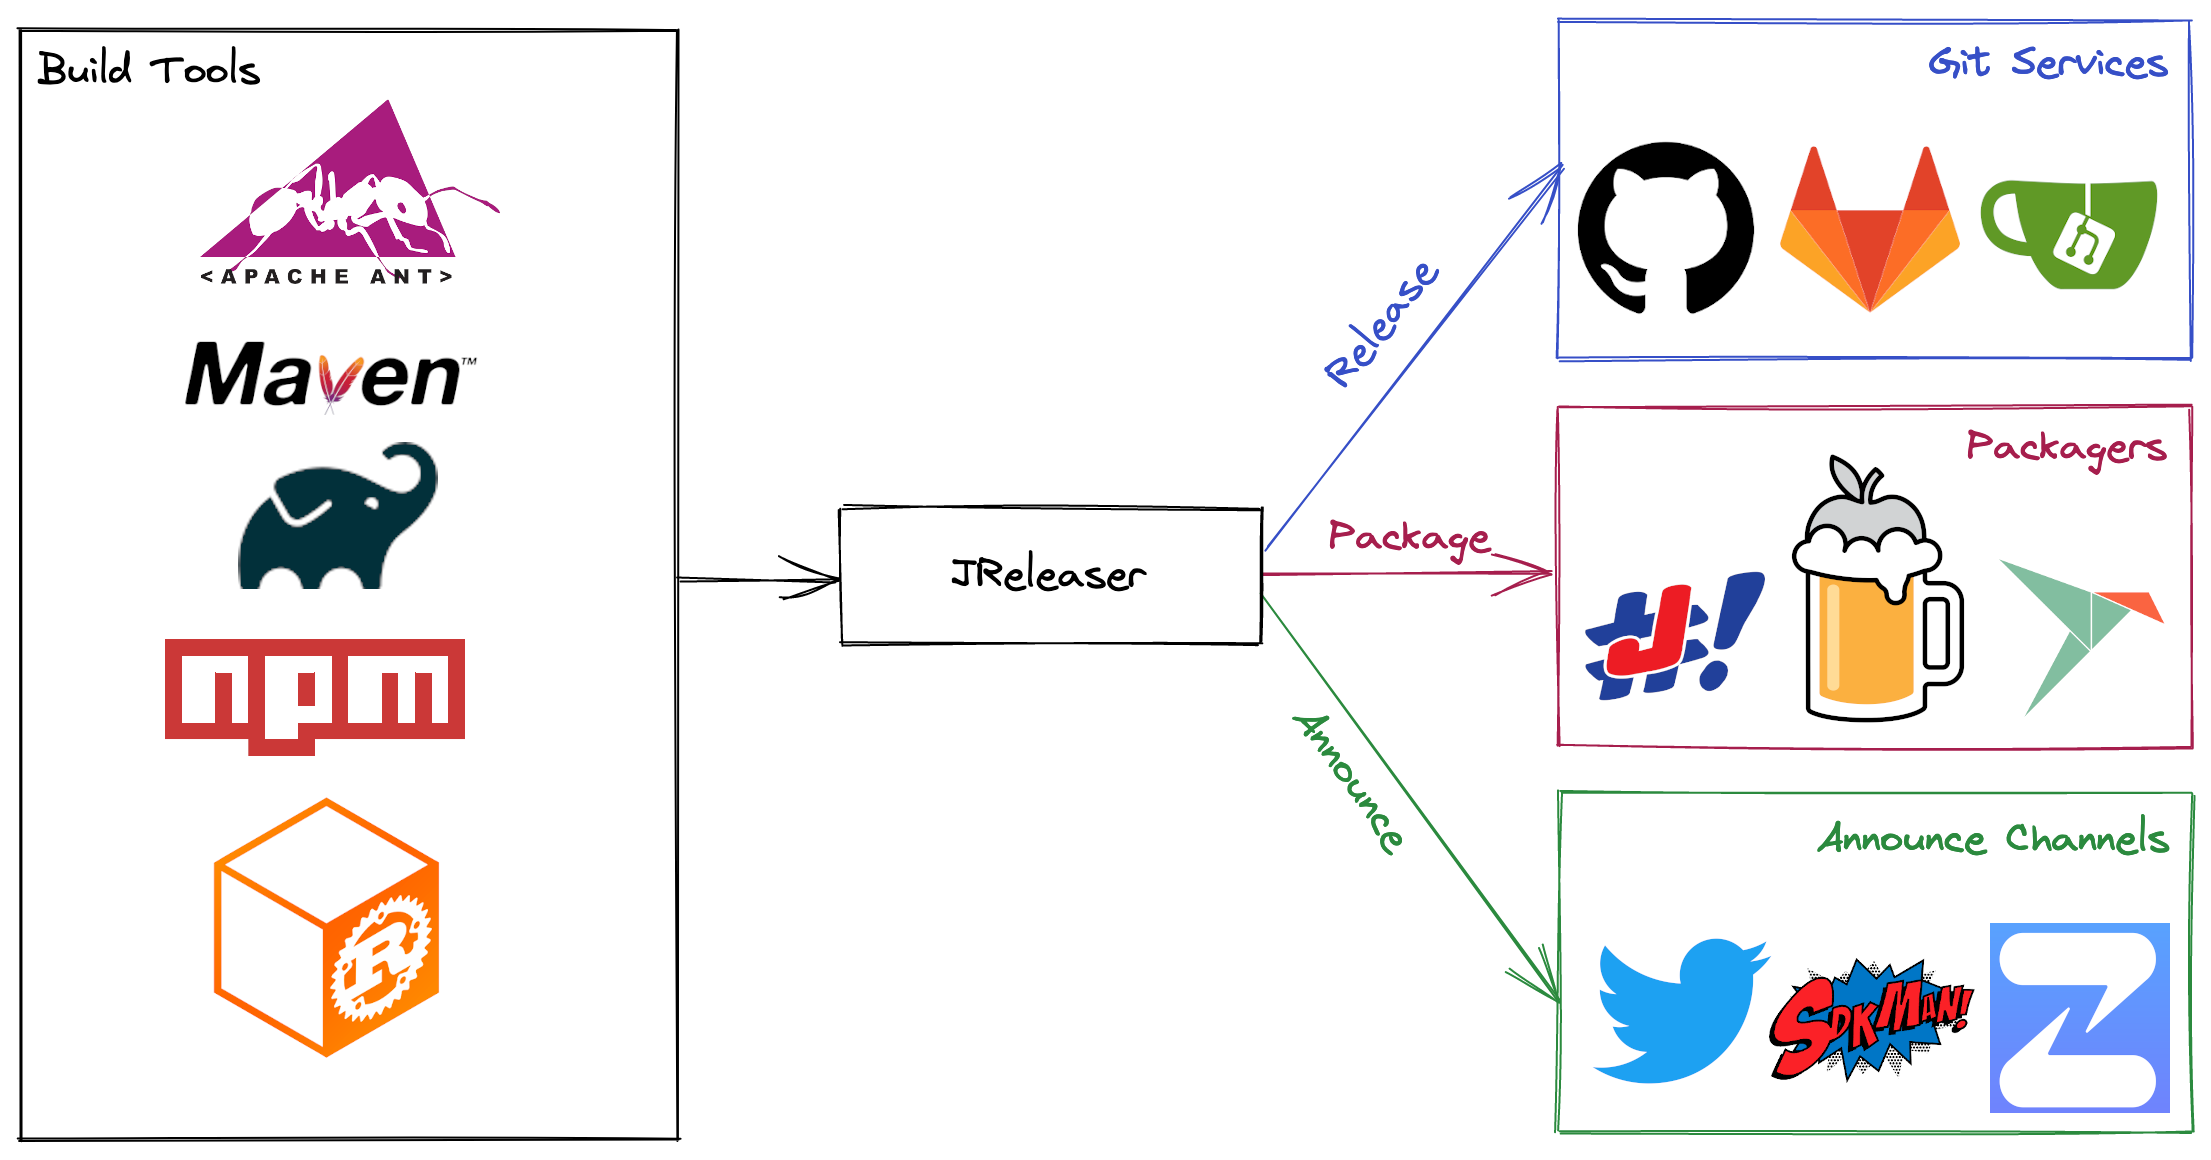 Build Tools
<APACHE ANT>
Maven™
npm
R
JReleaser
Release
Package
Announce
Git Services
Packagers
#J!
Announce Channels
SDKMAN!